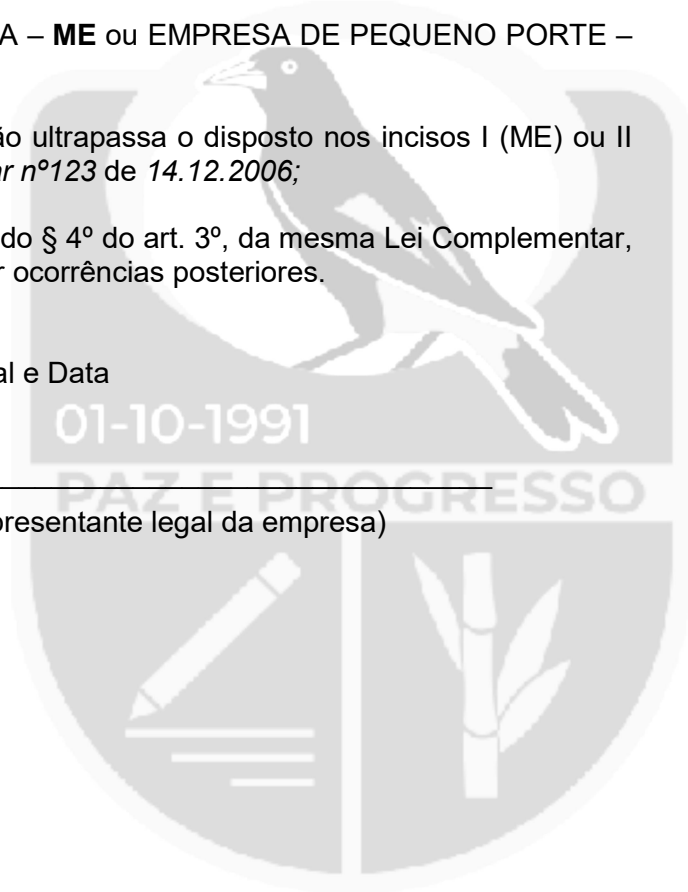 A – ME ou EMPRESA DE PEQUENO PORTE –
ão ultrapassa o disposto nos incisos I (ME) ou II
r nº123 de 14.12.2006;
do § 4º do art. 3º, da mesma Lei Complementar,
r ocorrências posteriores.
al e Data
01-10-1991
PAZ E PROGRESSO
presentante legal da empresa)